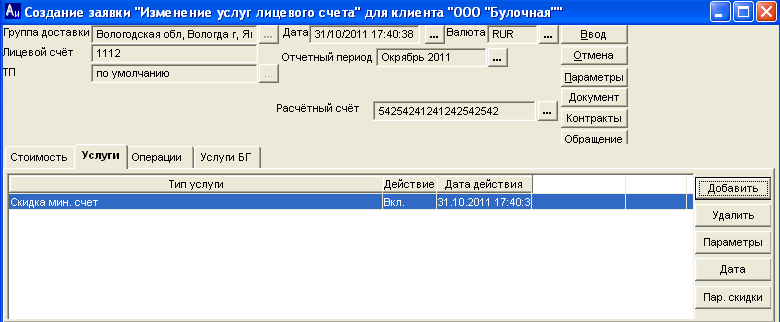 Au Создание заявки "Изменение услуг лицевого счета" для клиента "ООО "Булочная""
Группа доставки Вологодская обл, Вологда г, Яг ... Дата 31/10/2011 17:40:38 ... Валюта RUR ... Ввод
Лицевой счёт 1112 Отчетный период Октябрь 2011 ... Отмена
ТП по умолчанию ... Параметры
Документ
Расчётный счёт 54254241241242542542 ... Контракты
Обращение
Стоимость Услуги Операции Услуги БГ
Тип услуги Действие Дата действия Добавить
Скидка мин. счет Вкл. 31.10.2011 17:40:3
Удалить
Параметры
Дата
Пар. скидки